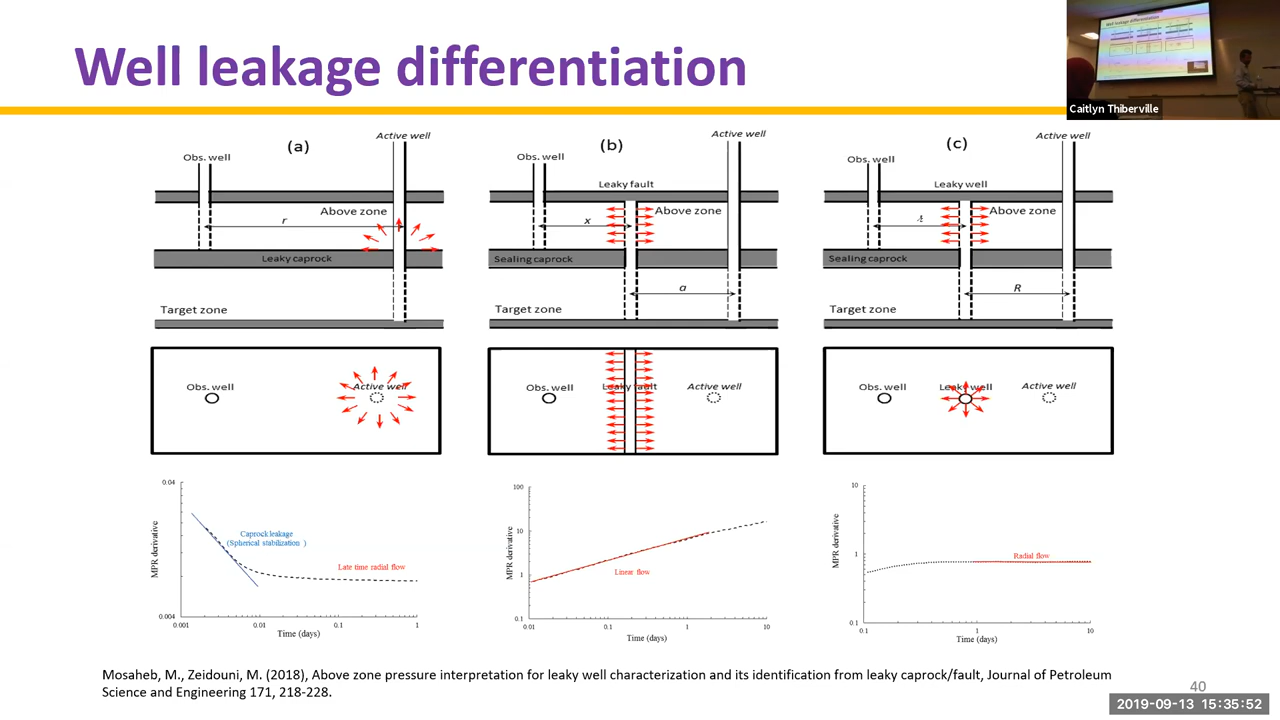 Well leakage differentiation
Well leakage differentiation
Caitlyn Thiberville
(a)
Active well
Obs. well
Above zone
r
Leaky caprock
Target zone
(b)
Active well
Obs. well
Leaky fault
Above zone
x
Sealing caprock
a
Target zone
(c)
Active well
Obs. well
Leaky well
Above zone
Sealing caprock
R
Target zone
Obs. well
Active well
Obs. well
Leaky fault
Active well
Obs. well
Leaky well
Active well
0.04
MPR derivative
Caprock leakage
(Spherical stabilization )
Late time radial flow
0.004
0.001
0.01
0.1
1
Time (days)
100
10
1
0.1
MPR derivative
Linear flow
0.01
0.1
1
10
Time (days)
10
1
0.1
MPR derivative
Radial flow
0.1
1
10
Time (days)
Mosaheb, M., Zeidouni, M. (2018), Above zone pressure interpretation for leaky well characterization and its identification from leaky caprock/fault, Journal of Petroleum
Science and Engineering 171, 218-228.
40
2019-09-13 15:35:52